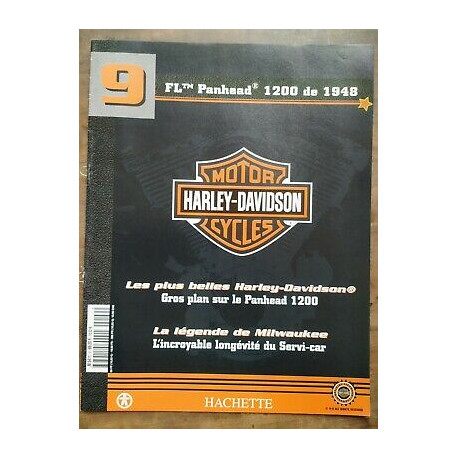 9
FL™ Panhead® 1200 de 1948
MOTOR
HARLEY-DAVIDSON
CYCLES
Les plus belles Harley-Davidson®
Gros plan sur le Panhead 1200
La légende de Milwaukee
L'incroyable longévité du Servi-car
HACHETTE